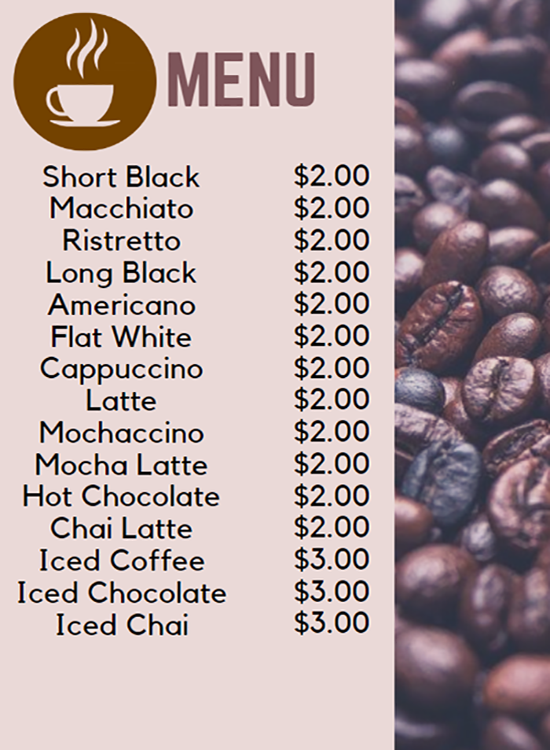 MENU
Short Black $2.00
Macchiato $2.00
Ristretto $2.00
Long Black $2.00
Americano $2.00
Flat White $2.00
Cappuccino $2.00
Latte $2.00
Mochaccino $2.00
Mocha Latte $2.00
Hot Chocolate $2.00
Chai Latte $2.00
Iced Coffee $3.00
Iced Chocolate $3.00
Iced Chai $3.00